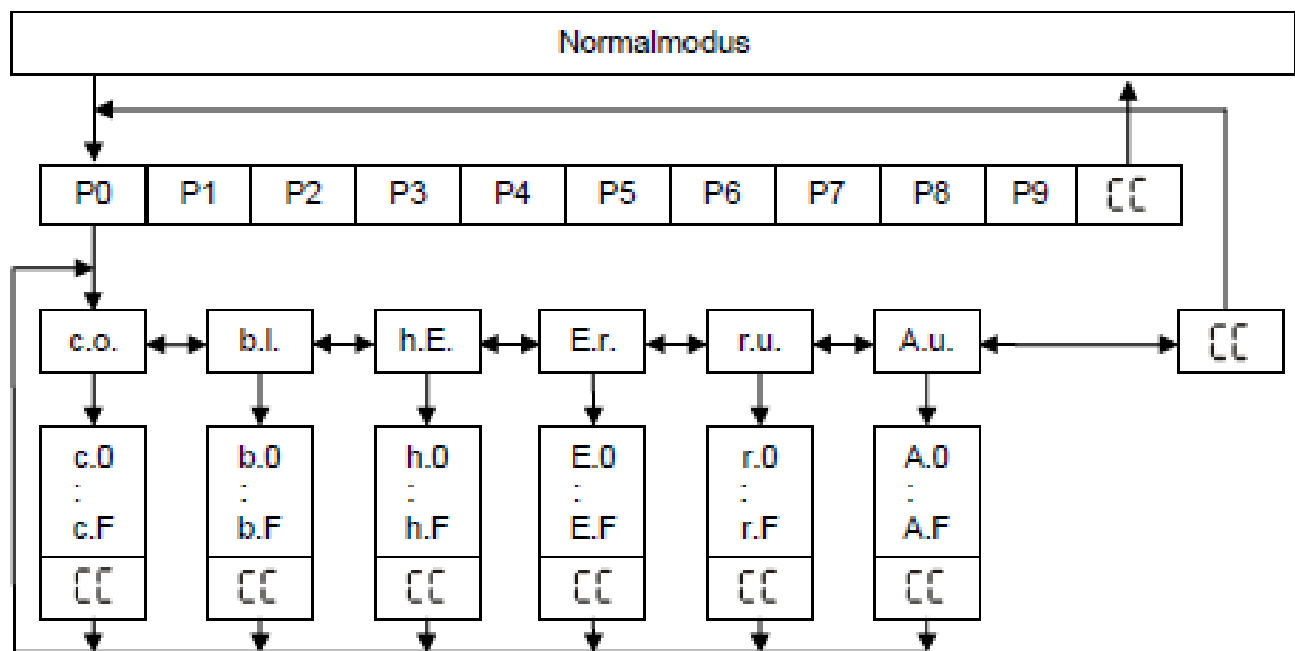 Normalmodus
P0 P1 P2 P3 P4 P5 P6 P7 P8 P9 CC
c.o. b.l. h.E. E.r. r.u. A.u. CC
c.0 b.0 h.0 E.0 r.0 A.0
: : : : : :
c.F b.F h.F E.F r.F A.F
CC CC CC CC CC CC